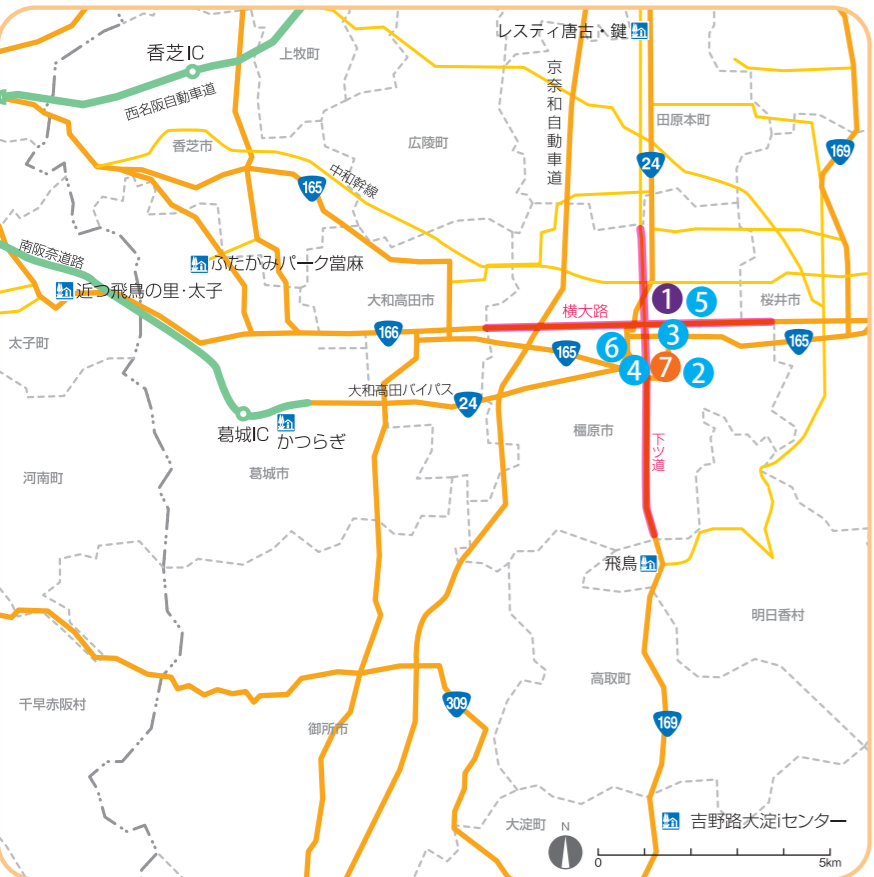 レスティ唐古・鍵
香芝IC
上牧町
京奈和自動車道
西名阪自動車道
田原本町
広陵町
香芝市
169
24
中和幹線
165
南阪奈道路
ふたかみパーク當麻
近つ飛鳥の里・太子
大和高田市
1
5
桜井市
横大路
166
3
165
太子町
6
165
4
7
2
大和高田バイパス
24
葛城IC
かつらぎ
橿原市
下ツ道
河南町
葛城市
飛鳥
明日香村
高取町
千早赤阪村
309
169
御所市
大淀町
吉野路大淀iセンター
N
0
5km